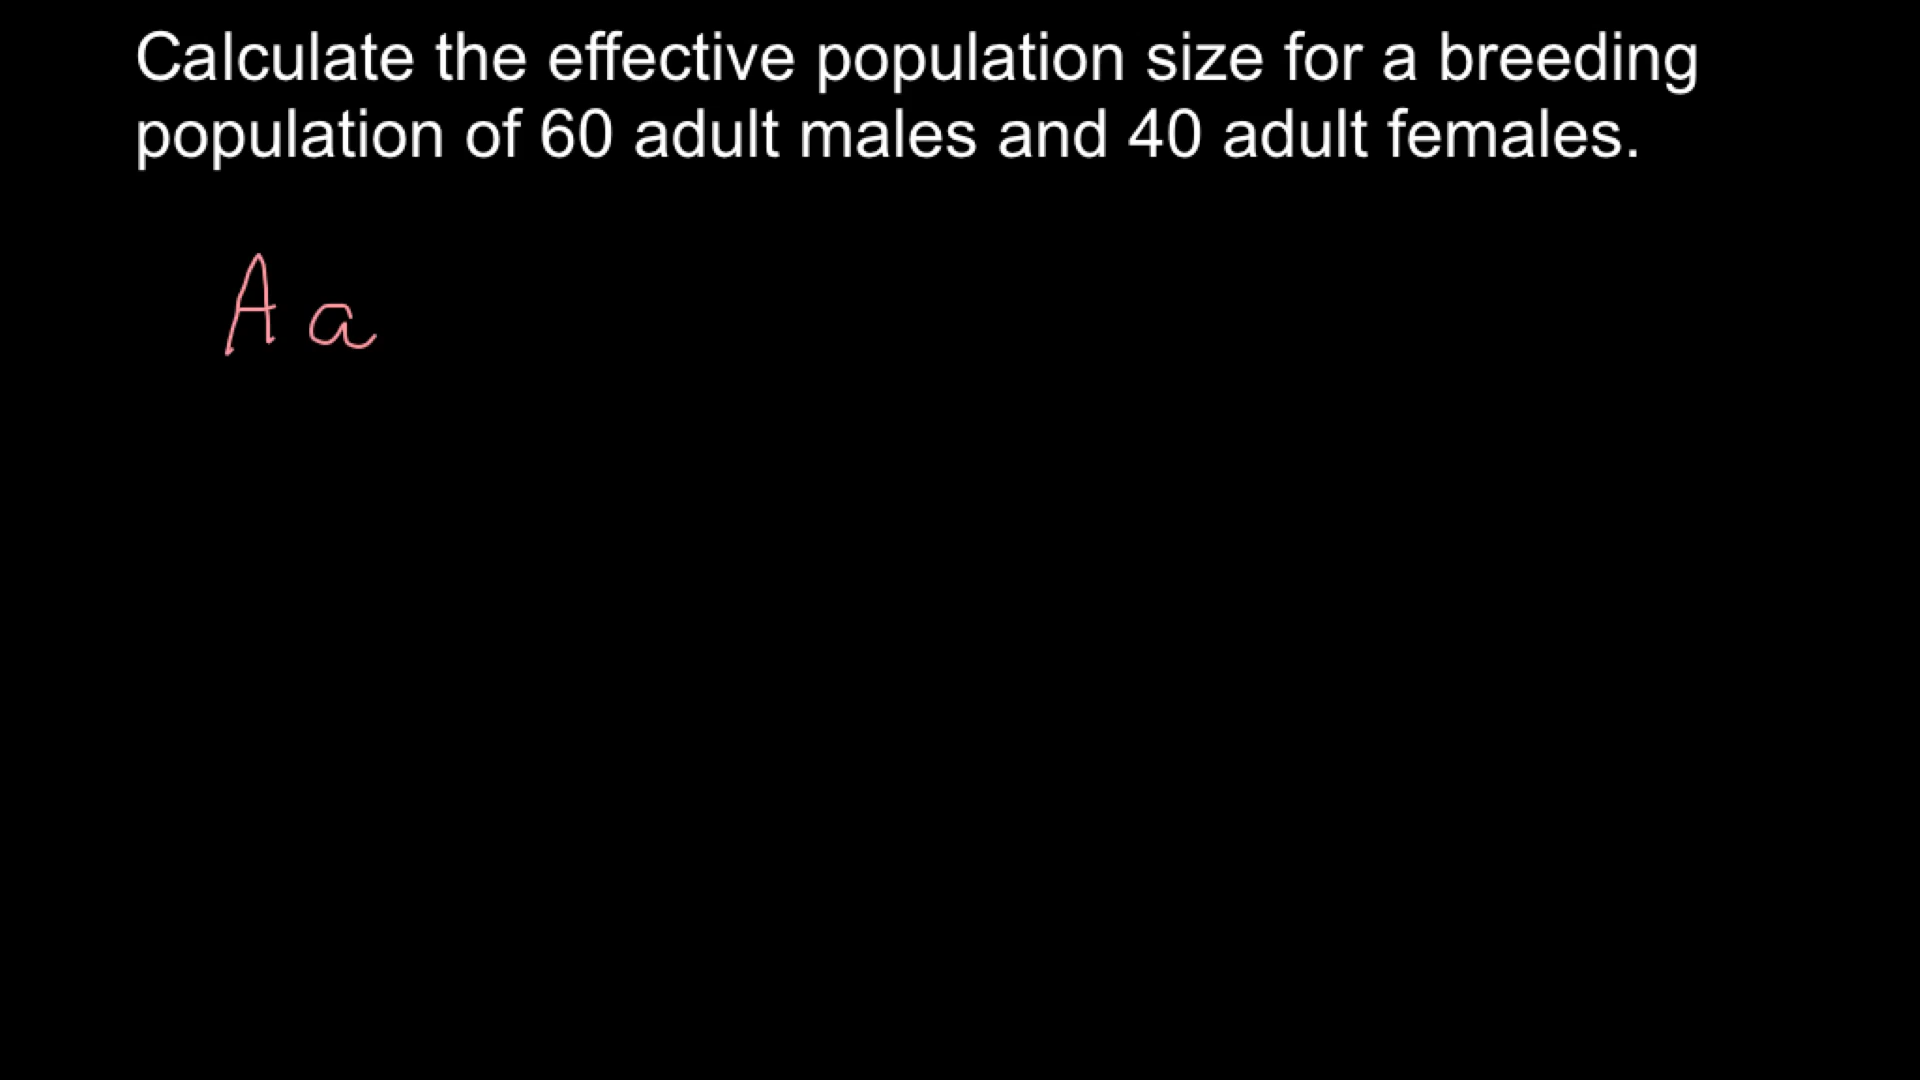 Calculate the effective population size for a breeding
population of 60 adult males and 40 adult females.
A a